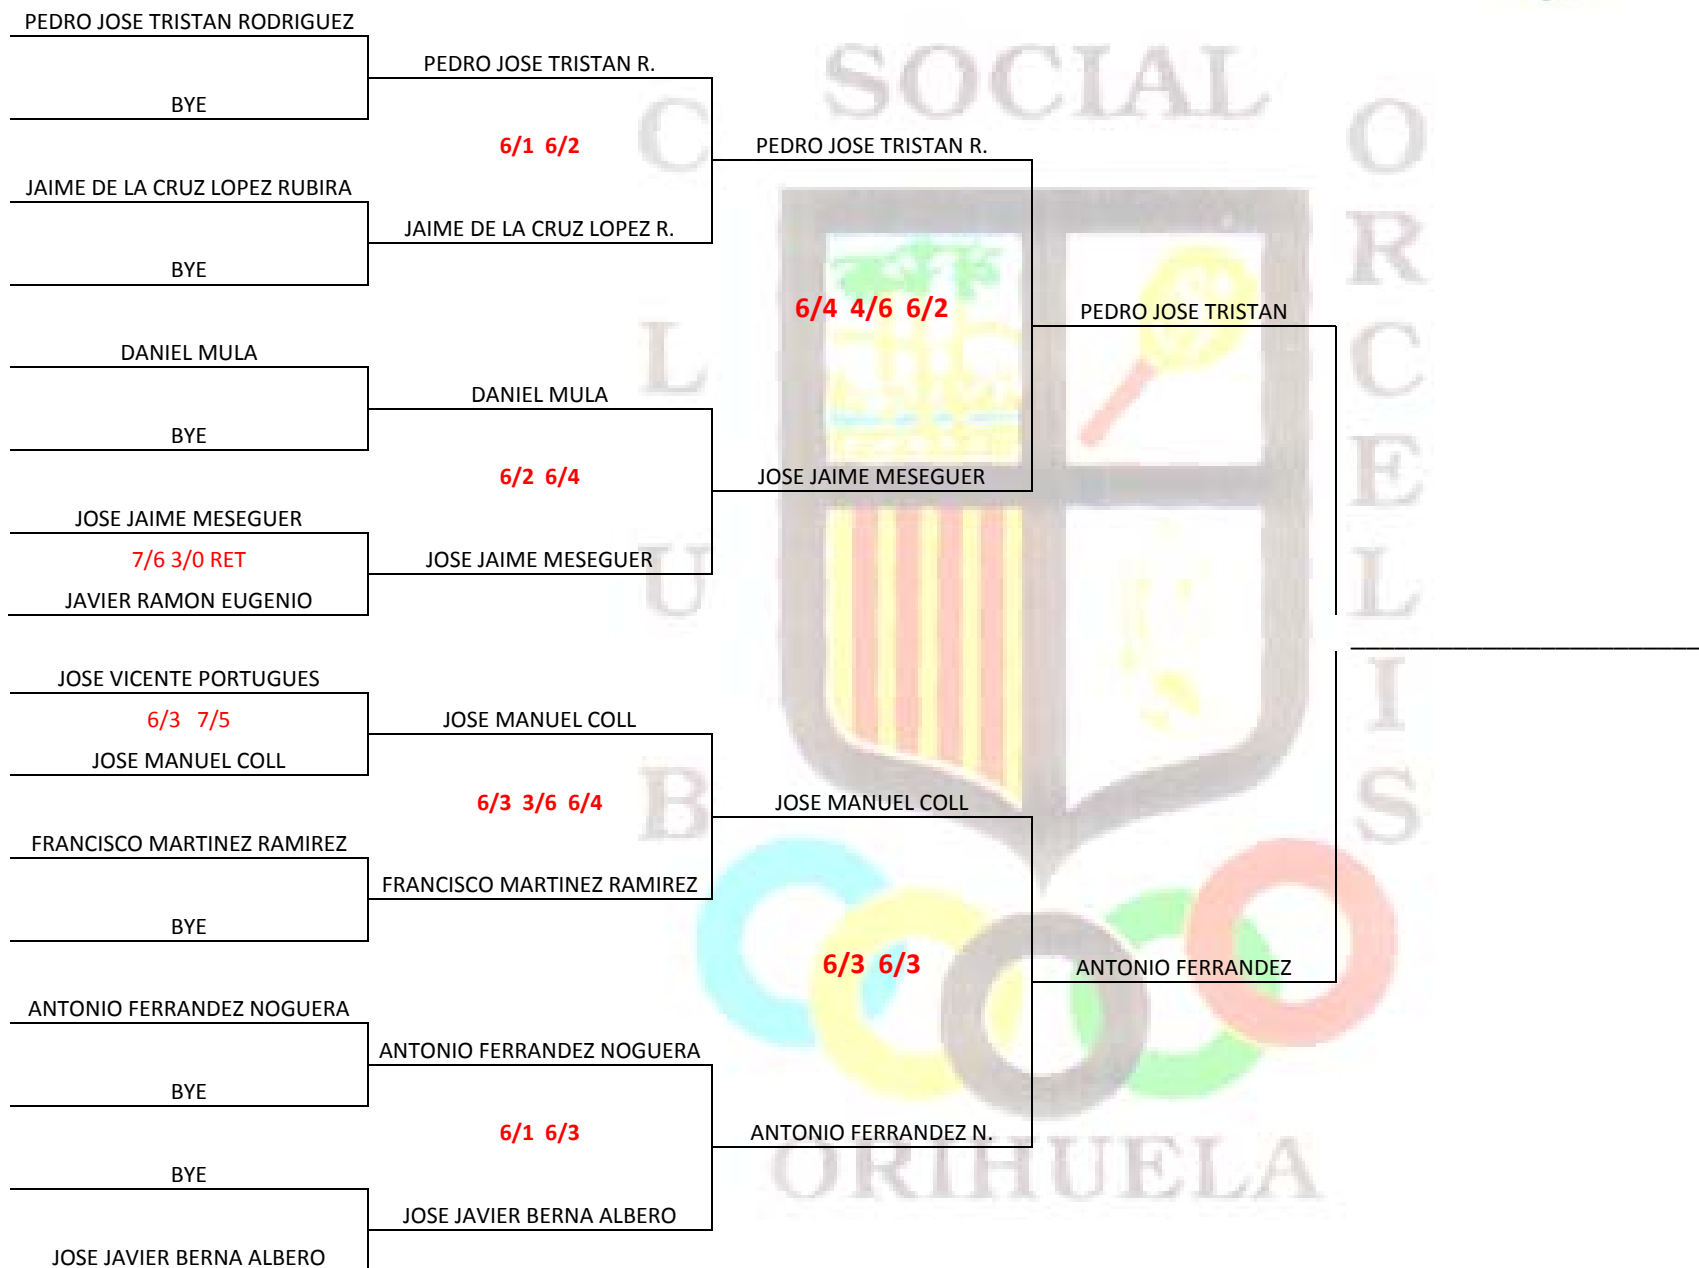 PEDRO JOSE TRISTAN RODRIGUEZ
BYE
JAIME DE LA CRUZ LOPEZ RUBIRA
BYE
DANIEL MULA
BYE
JOSE JAIME MESEGUER
7/6 3/0 RET
JAVIER RAMON EUGENIO
JOSE VICENTE PORTUGUES
6/3 7/5
JOSE MANUEL COLL
FRANCISCO MARTINEZ RAMIREZ
BYE
ANTONIO FERRANDEZ NOGUERA
BYE
BYE
JOSE JAVIER BERNA ALBERO
PEDRO JOSE TRISTAN R.
6/1 6/2
JAIME DE LA CRUZ LOPEZ R.
DANIEL MULA
6/2 6/4
JOSE JAIME MESEGUER
JOSE MANUEL COLL
6/3 3/6 6/4
FRANCISCO MARTINEZ RAMIREZ
ANTONIO FERRANDEZ NOGUERA
6/1 6/3
JOSE JAVIER BERNA ALBERO
PEDRO JOSE TRISTAN R.
6/4 4/6 6/2
JOSE JAIME MESEGUER
JOSE MANUEL COLL
6/3 6/3
ANTONIO FERRANDEZ N.
PEDRO JOSE TRISTAN
ANTONIO FERRANDEZ
CLUB
SOCIAL
ORCELIS
ORIHUELA